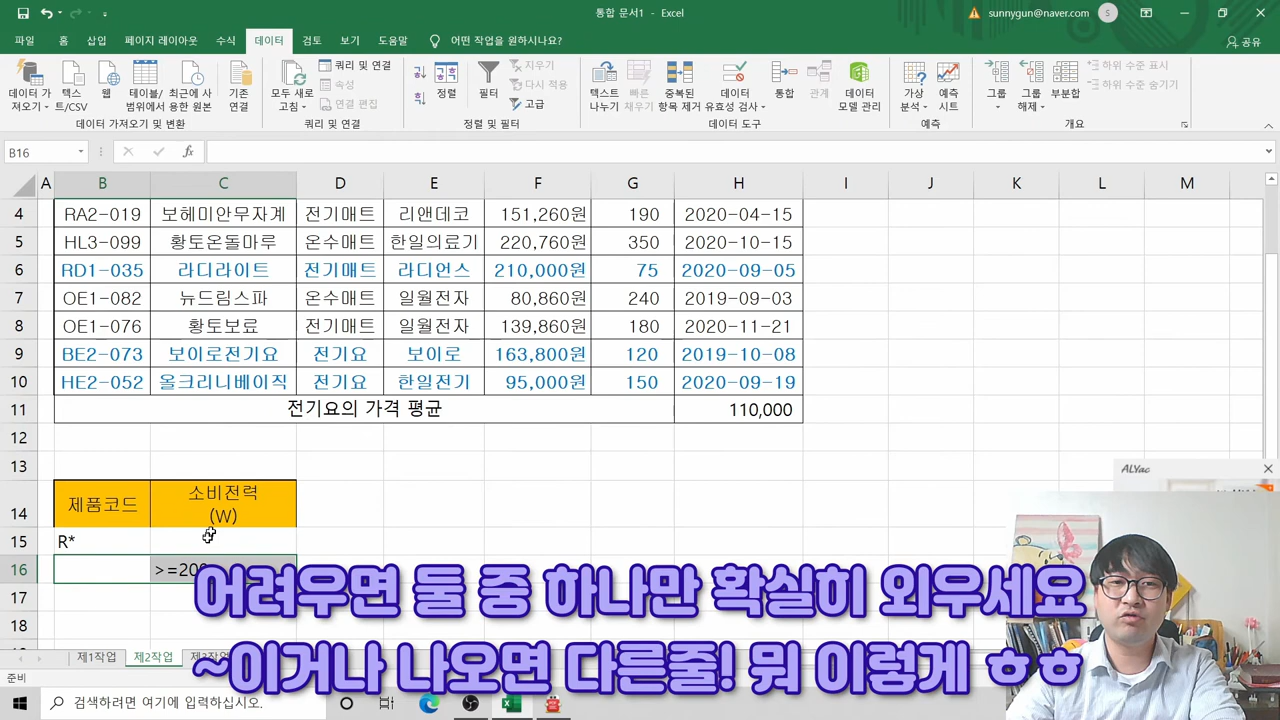 통합 문서1 - Excel
sunnygun@naver.com
S
파일 홈 삽입 페이지 레이아웃 수식 데이터 검토 보기 도움말 어떤 작업을 원하시나요?
공유
데이터 가져오기
텍스트/CSV
웹
테이블/범위에서
최근에 사용한 원본
기존 연결
모두 새로 고침
쿼리 및 연결
속성
연결 편집
정렬
필터
지우기
다시 적용
고급
텍스트 나누기
빠른 채우기
중복된 항목 제거
데이터 유효성 검사
통합
관계
데이터 모델 관리
가상 분석
예측 시트
그룹
그룹 해제
부분합
하위 수준 표시
하위 수준 숨기기
데이터 가져오기 및 변환 쿼리 및 연결 정렬 및 필터 데이터 도구 예측 개요
B16 fx
A B C D E F G H I J K L M
4 RA2-019 보헤미안무자계 전기매트 리앤데코 151,260원 190 2020-04-15
5 HL3-099 황토온돌마루 온수매트 한일의료기 220,760원 350 2020-10-15
6 RD1-035 라디라이트 전기매트 라디언스 210,000원 75 2020-09-05
7 OE1-082 뉴드림스파 온수매트 일월전자 80,860원 240 2019-09-03
8 OE1-076 황토보료 전기매트 일월전자 139,860원 180 2020-11-21
9 BE2-073 보이로전기요 전기요 보이로 163,800원 120 2019-10-08
10 HE2-052 올크리니베이직 전기요 한일전기 95,000원 150 2020-09-19
11 전기요의 가격 평균 110,000
12
13
ALYac
14 제품코드 소비전력
(W)
15 R*
16 >=200
17
18
어려우면 둘 중 하나만 확실히 외우세요
~이거나 나오면 다른줄! 뭐 이렇게 ㅎㅎ
제1작업 제2작업
준비
검색하려면 여기에 입력하십시오.